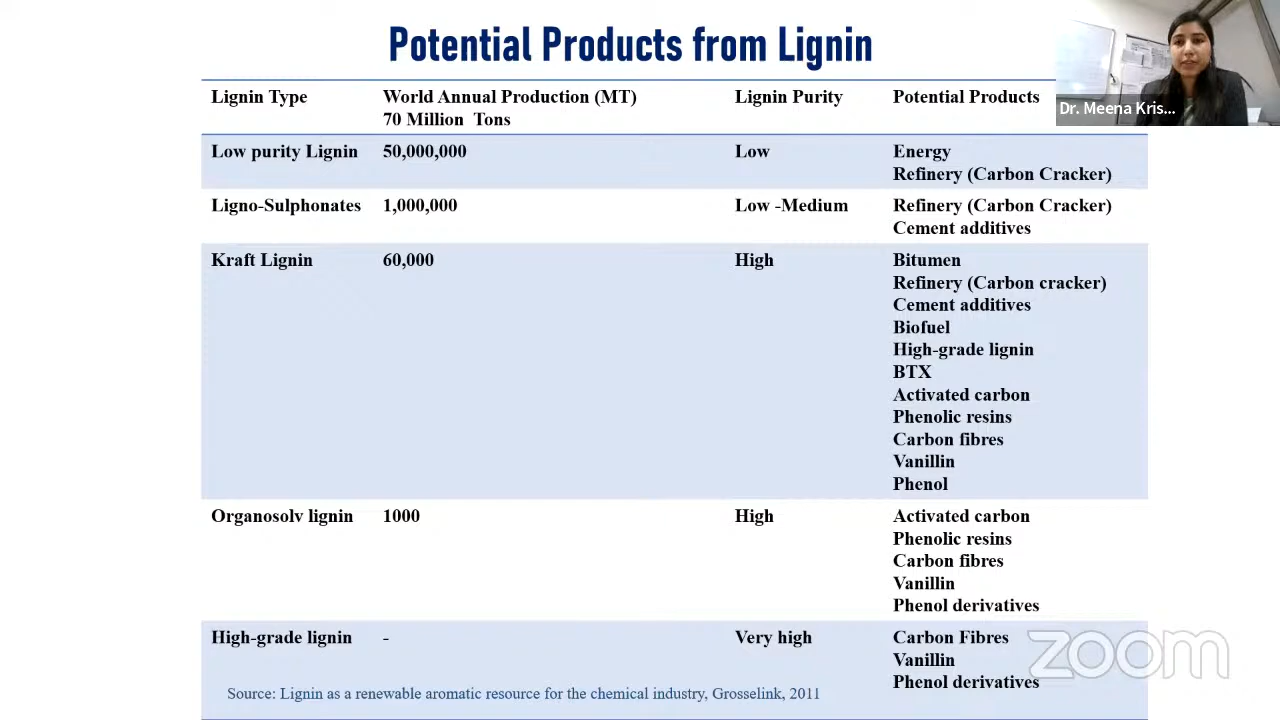 Potential Products from Lignin
Dr. Meena Kris...
Lignin Type World Annual Production (MT) Lignin Purity Potential Products
70 Million Tons
Low purity Lignin 50,000,000 Low Energy
Refinery (Carbon Cracker)
Ligno-Sulphonates 1,000,000 Low -Medium Refinery (Carbon Cracker)
Cement additives
Kraft Lignin 60,000 High Bitumen
Refinery (Carbon cracker)
Cement additives
Biofuel
High-grade lignin
BTX
Activated carbon
Phenolic resins
Carbon fibres
Vanillin
Phenol
Organosolv lignin 1000 High Activated carbon
Phenolic resins
Carbon fibres
Vanillin
Phenol derivatives
High-grade lignin - Very high Carbon Fibres
Vanillin
Phenol derivatives
Source: Lignin as a renewable aromatic resource for the chemical industry, Grosselink, 2011
zoom